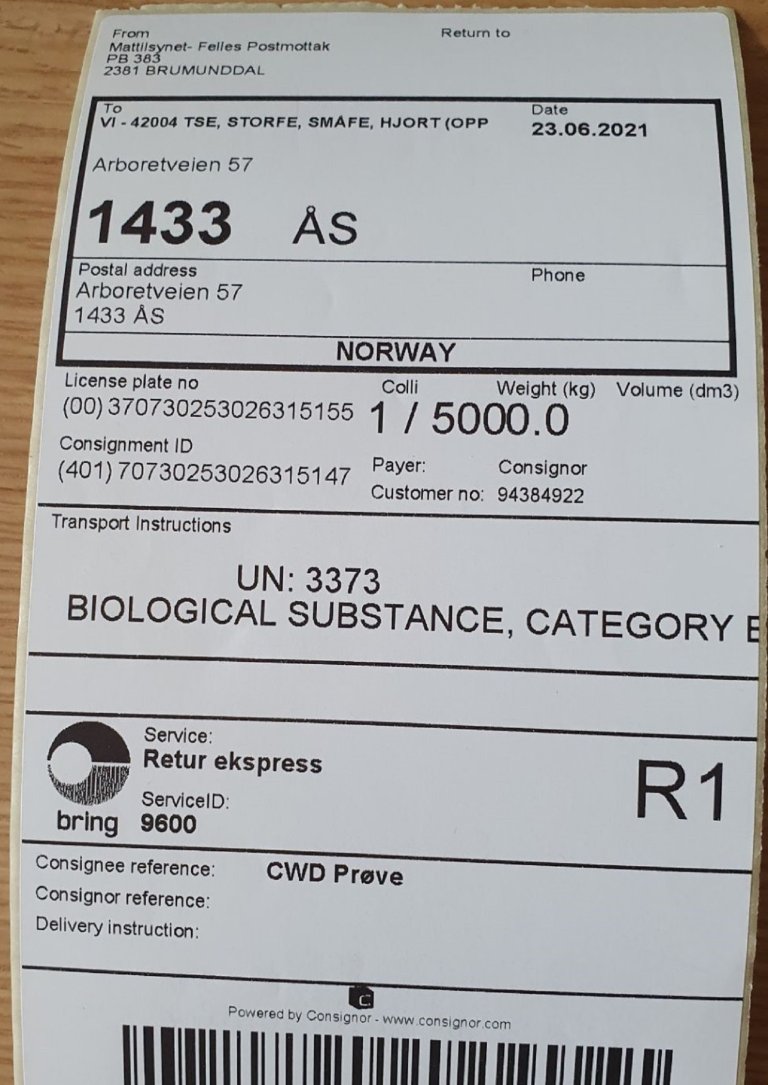 From
Return to
Mattilsynet- Felles Postmottak
PB 383
2381 BRUMUNDDAL
To
Date
VI - 42004 TSE, STORFE, SMÅFE, HJORT (OPP
23.06.2021
Arboretveien 57
1433 ÅS
Postal address
Phone
Arboretveien 57
1433 ÅS
NORWAY
License plate no
Colli
Weight (kg)
Volume (dm3)
(00) 370730253026315155
1 / 5000.0
Consignment ID
(401) 70730253026315147
Payer: Consignor
Customer no: 94384922
Transport Instructions
UN: 3373
BIOLOGICAL SUBSTANCE, CATEGORY
Service:
Retur ekspress
R1
ServiceID:
bring 9600
Consignee reference: CWD Prøve
Consignor reference:
Delivery instruction:
C
Powered by Consignor - www.consignor.com